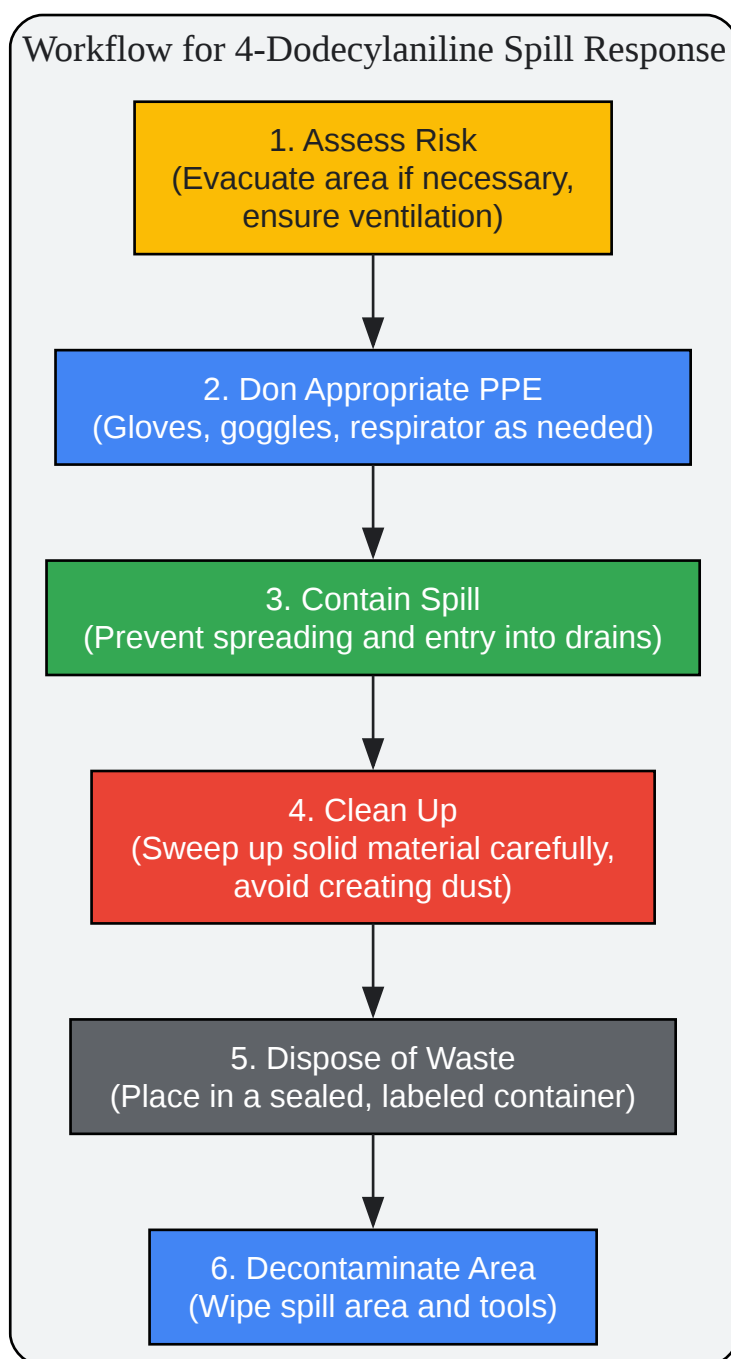 Workflow for 4-Dodecylaniline Spill Response
1. Assess Risk
(Evacuate area if necessary,
ensure ventilation)
2. Don Appropriate PPE
(Gloves, goggles, respirator as needed)
3. Contain Spill
(Prevent spreading and entry into drains)
4. Clean Up
(Sweep up solid material carefully,
avoid creating dust)
5. Dispose of Waste
(Place in a sealed, labeled container)
6. Decontaminate Area
(Wipe spill area and tools)